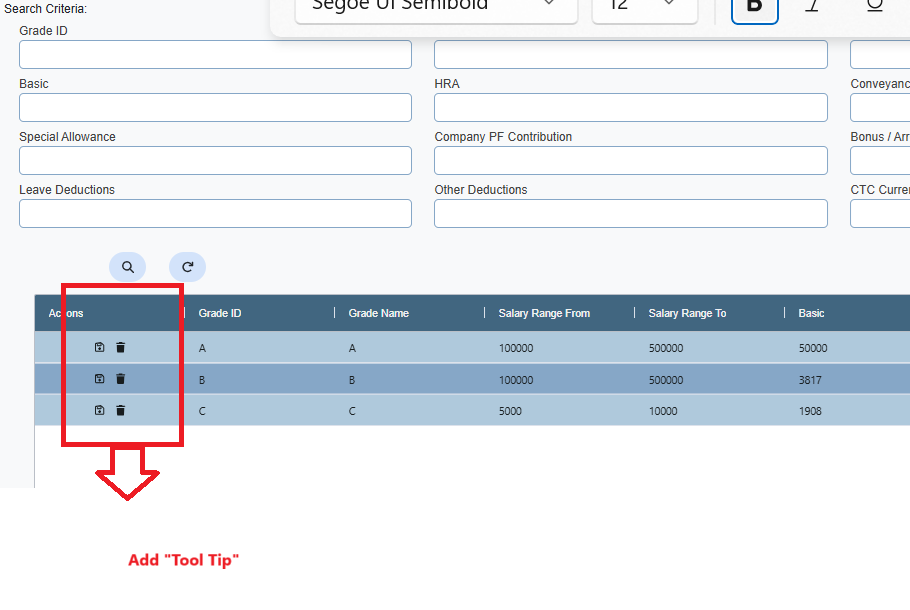 Search Criteria:
Segoe UI Semibold 12 B I U
Grade ID
Basic HRA Conveyanc
Special Allowance Company PF Contribution Bonus / Arr
Leave Deductions Other Deductions CTC Curre
Actions Grade ID Grade Name Salary Range From Salary Range To Basic
A A 100000 500000 50000
B B 100000 500000 3817
C C 5000 10000 1908
Add "Tool Tip"